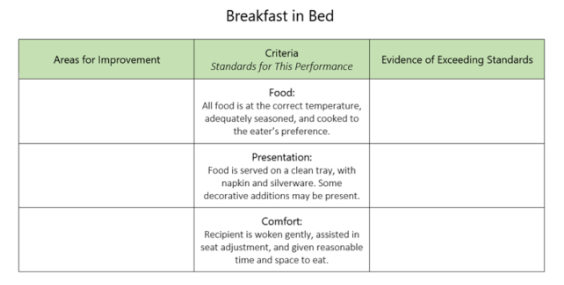 Breakfast in Bed
Areas for Improvement
Criteria
Standards for This Performance
Evidence of Exceeding Standards
Food:
All food is at the correct temperature,
adequately seasoned, and cooked to
the eater's preference.
Presentation:
Food is served on a clean tray, with
napkin and silverware. Some
decorative additions may be present.
Comfort:
Recipient is woken gently, assisted in
seat adjustment, and given reasonable
time and space to eat.